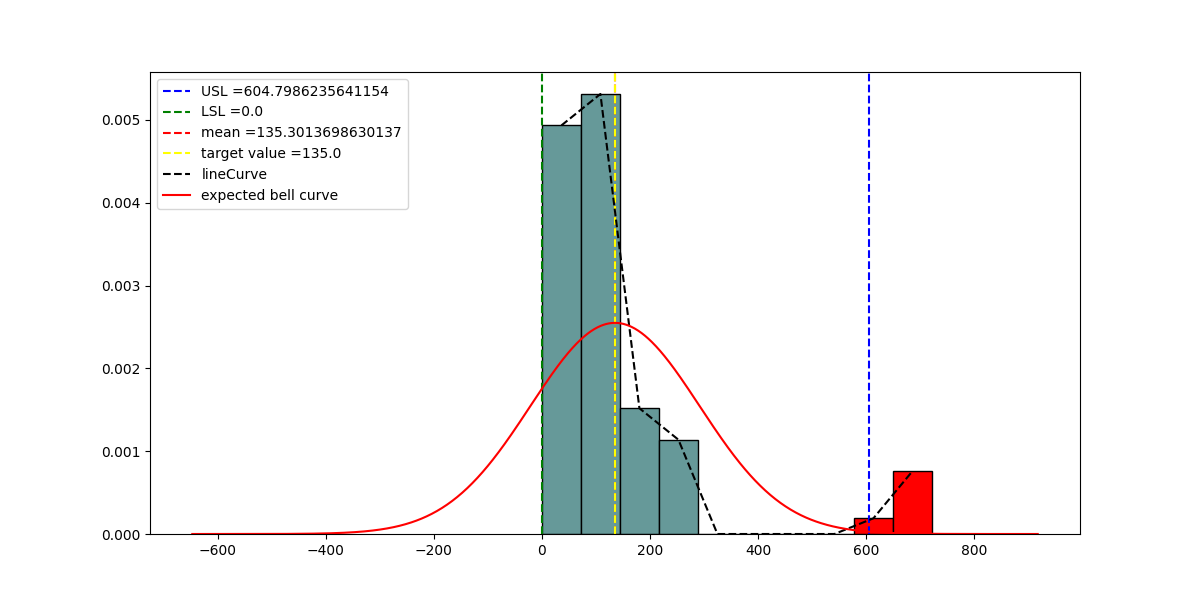 USL =604.7986235641154
LSL =0.0
mean =135.3013698630137
target value =135.0
lineCurve
expected bell curve
0.005
0.004
0.003
0.002
0.001
0.000
−600
−400
−200
0
200
400
600
800